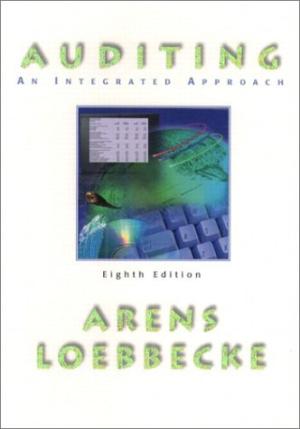 AUDITING
AN INTEGRATED APPROACH
Eighth Edition
ARENS
LOEBBECKE